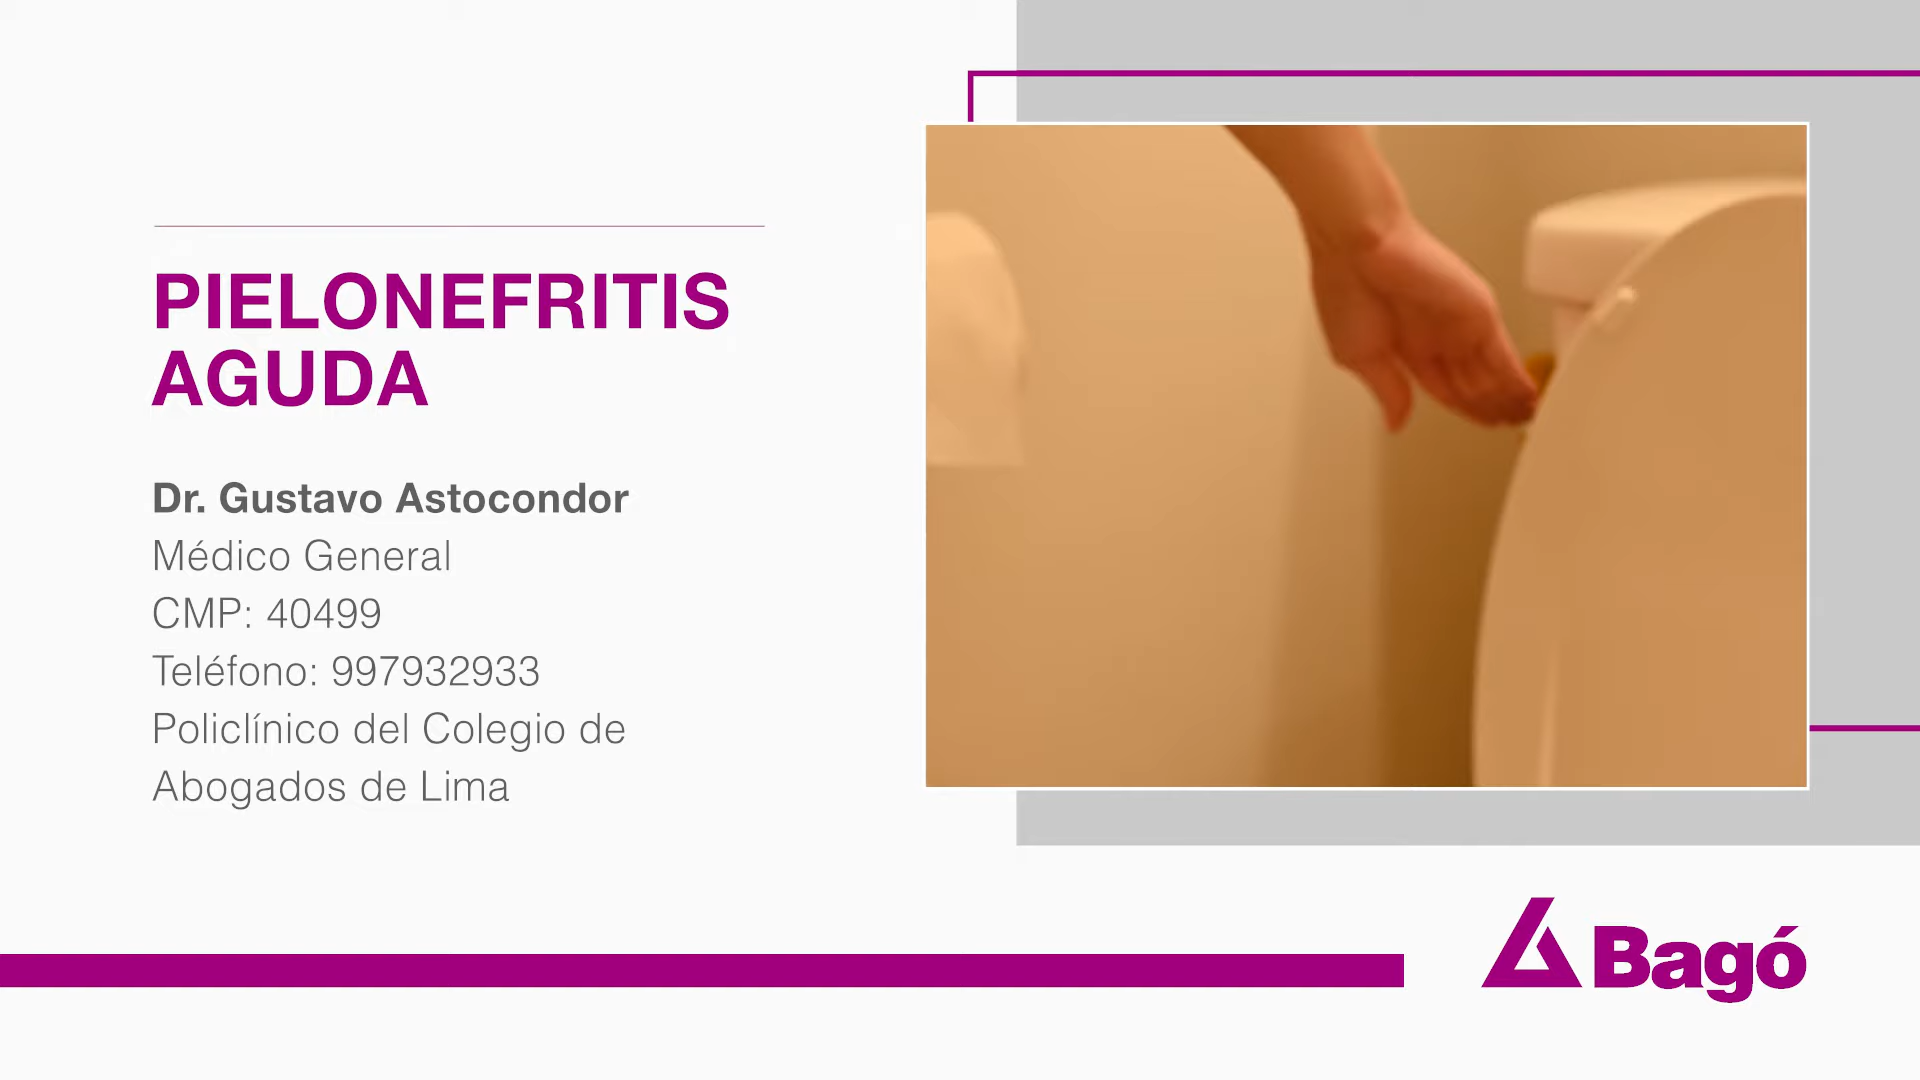 PIELONEFRITIS
AGUDA
Dr. Gustavo Astocondor
Médico General
CMP: 40499
Teléfono: 997932933
Policlínico del Colegio de
Abogados de Lima
Bagó